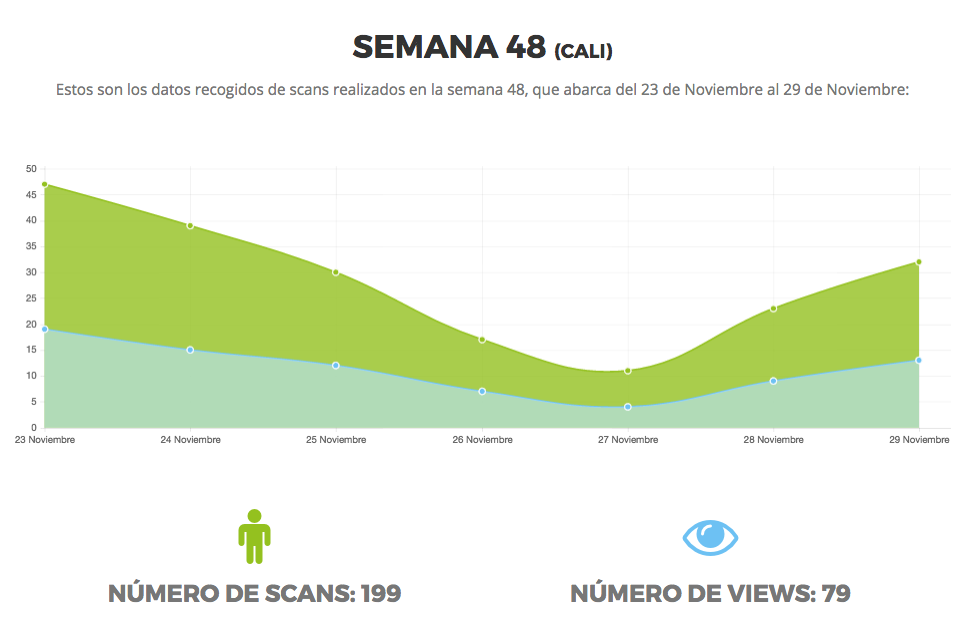 SEMANA 48 (CALI)
Estos son los datos recogidos de scans realizados en la semana 48, que abarca del 23 de Noviembre al 29 de Noviembre:
50
45
40
35
30
25
20
15
10
5
0
23 Noviembre 24 Noviembre 25 Noviembre 26 Noviembre 27 Noviembre 28 Noviembre 29 Noviembre
NÚMERO DE SCANS: 199 NÚMERO DE VIEWS: 79